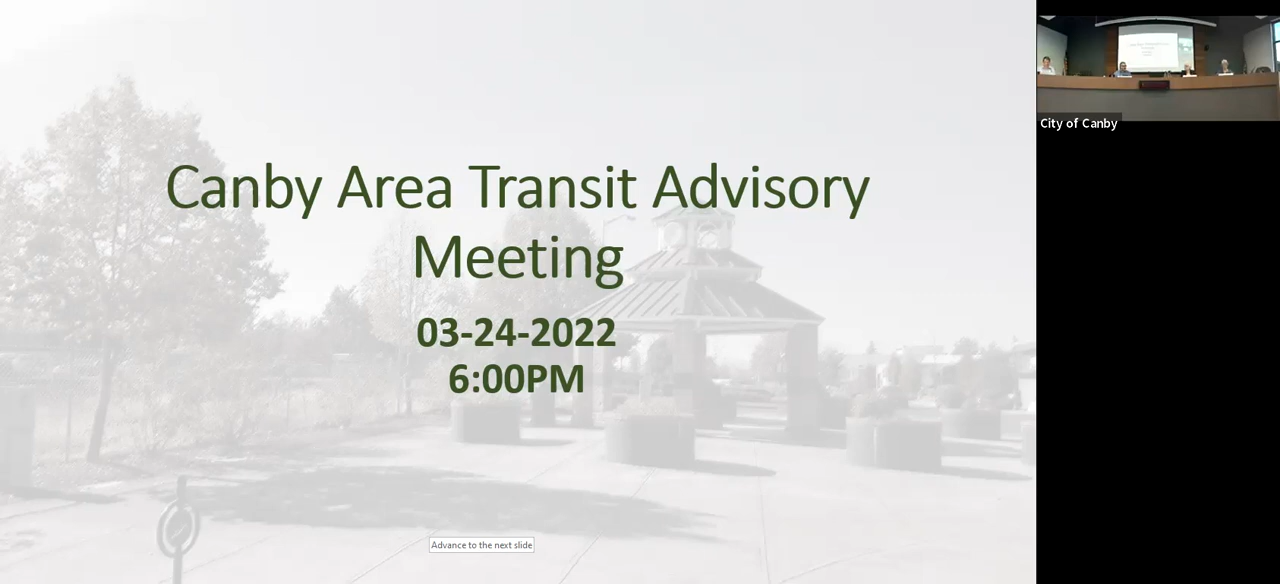 Canby Area Transit Advisory
Meeting
03-24-2022
6:00PM
Advance to the next slide
City of Canby